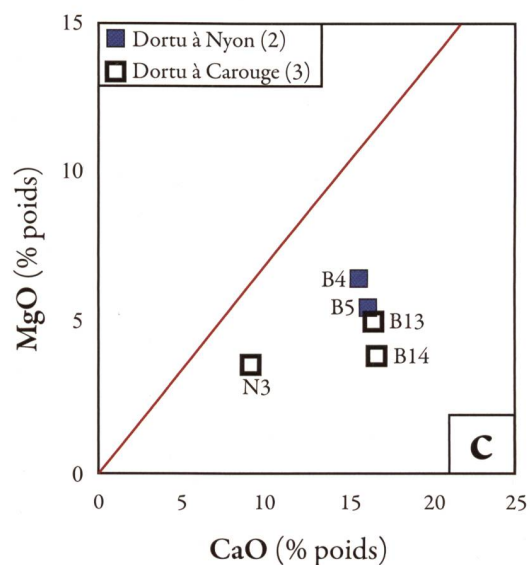 15
Dortu à Nyon (2)
Dortu à Carouge (3)
10
MgO (% poids)
B4
B5
B13
5
B14
N3
c
0
0 5 10 15 20 25
CaO (% poids)